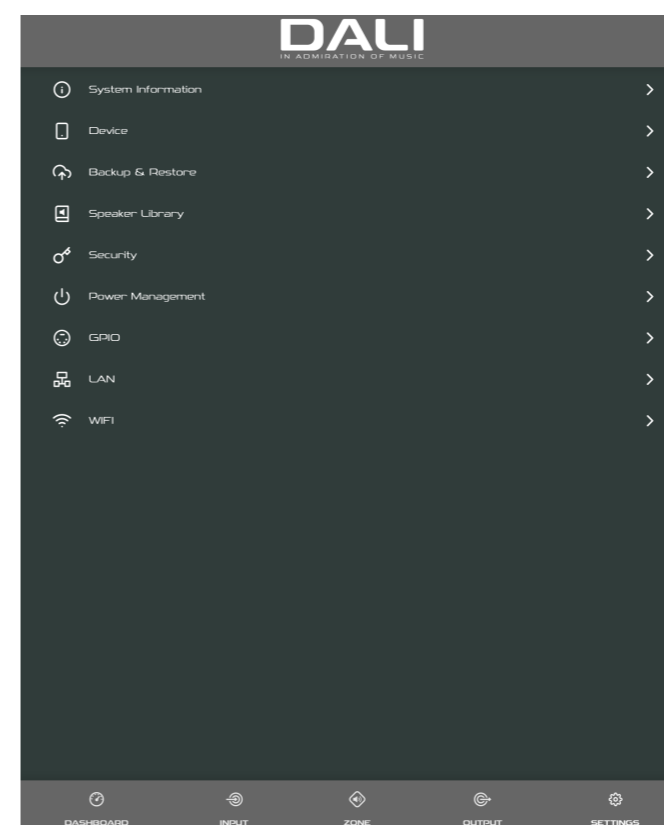 DALI
IN ADMIRATION OF MUSIC
System Information
Device
Backup & Restore
Speaker Library
Security
Power Management
GPIO
LAN
WIFI
DASHBOARD INPUT ZONE OUTPUT SETTINGS